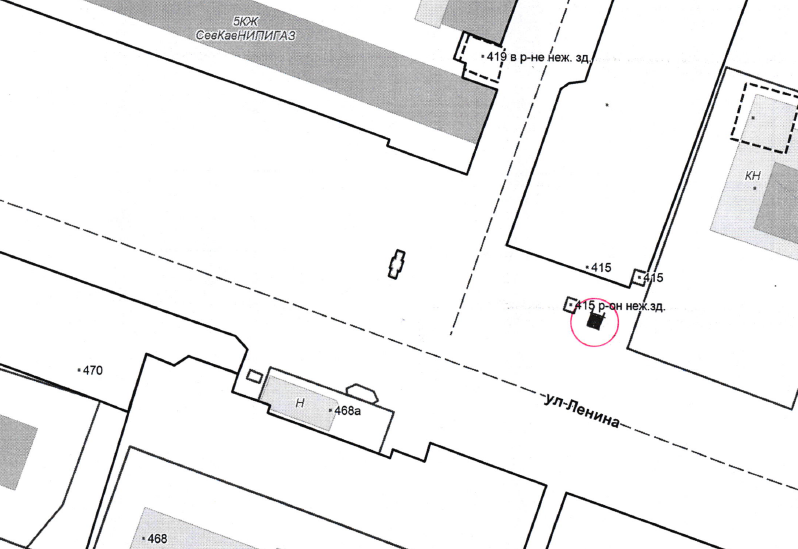 5КЖ
СевКавНИПИГАЗ
419 в р-не неж. зд.
КН
415
415
415 р-он неж.зд.
470
Н
468а
ул-Ленина
468